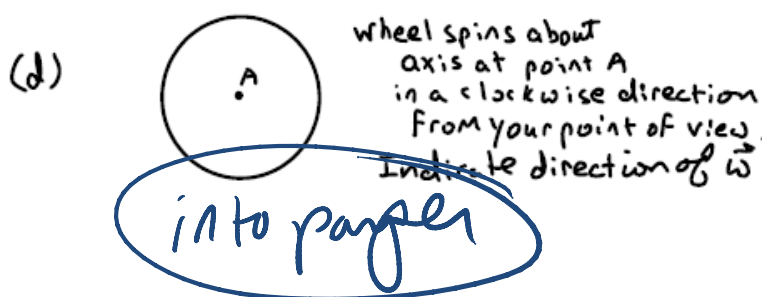 (d)
A
Wheel spins about
axis at point A
in a clockwise direction
from your point of view.
Indicate direction of ω⃗
into paper